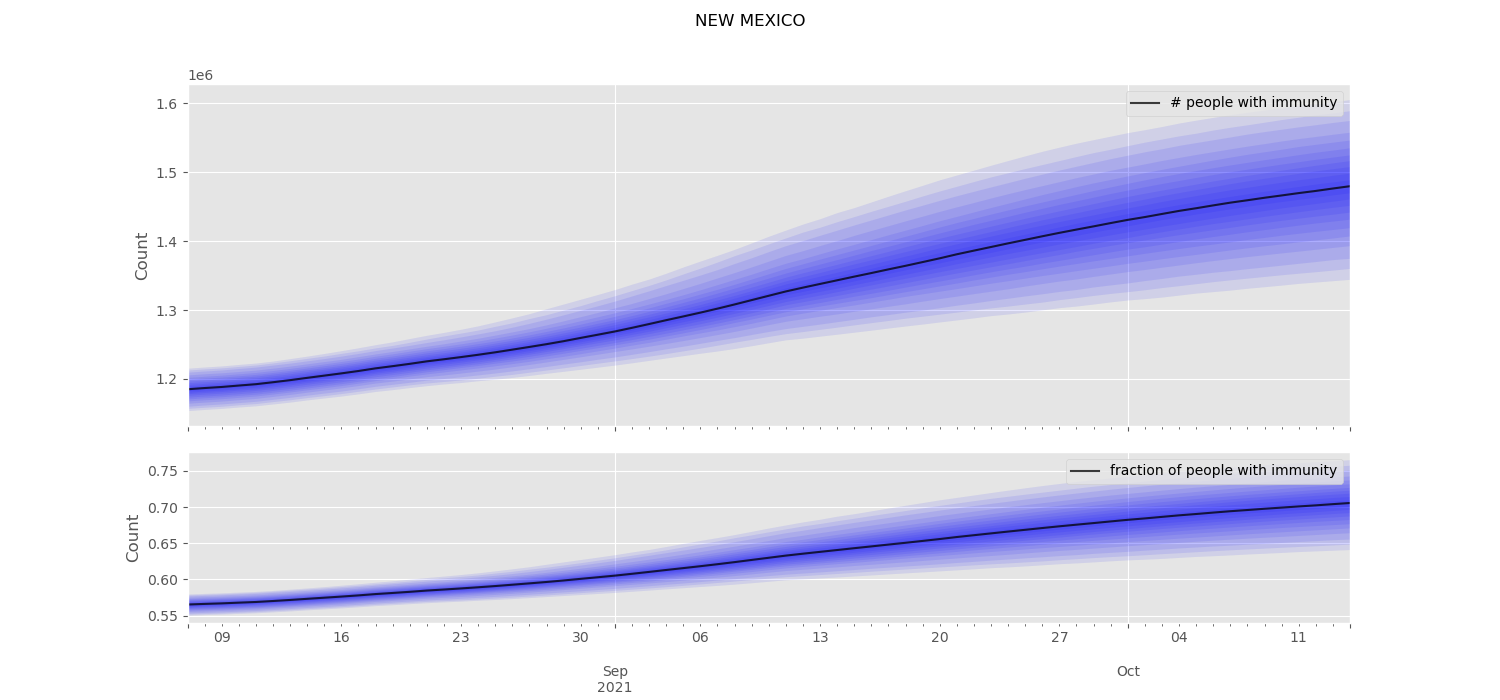 NEW MEXICO
1e6
1.6
1.5
1.4
1.3
1.2
Count
# people with immunity
0.75
0.70
0.65
0.60
0.55
Count
fraction of people with immunity
09 16 23 30 06 13 20 27 04 11
Sep Oct
2021